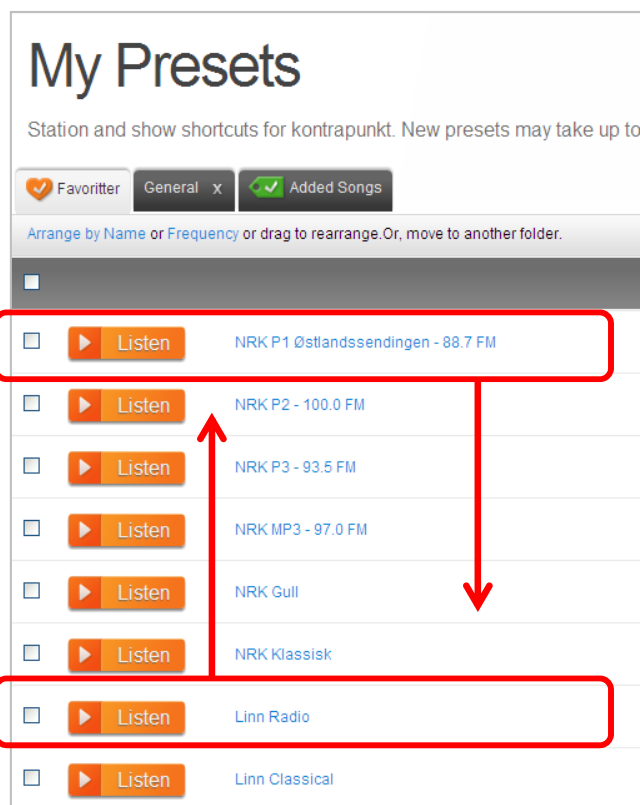 My Presets
Station and show shortcuts for kontrapunkt. New presets may take up to
Favoritter General x Added Songs
Arrange by Name or Frequency or drag to rearrange.Or, move to another folder.
Listen NRK P1 Østlandssendingen - 88.7 FM
Listen NRK P2 - 100.0 FM
Listen NRK P3 - 93.5 FM
Listen NRK MP3 - 97.0 FM
Listen NRK Gull
Listen NRK Klassisk
Listen Linn Radio
Listen Linn Classical